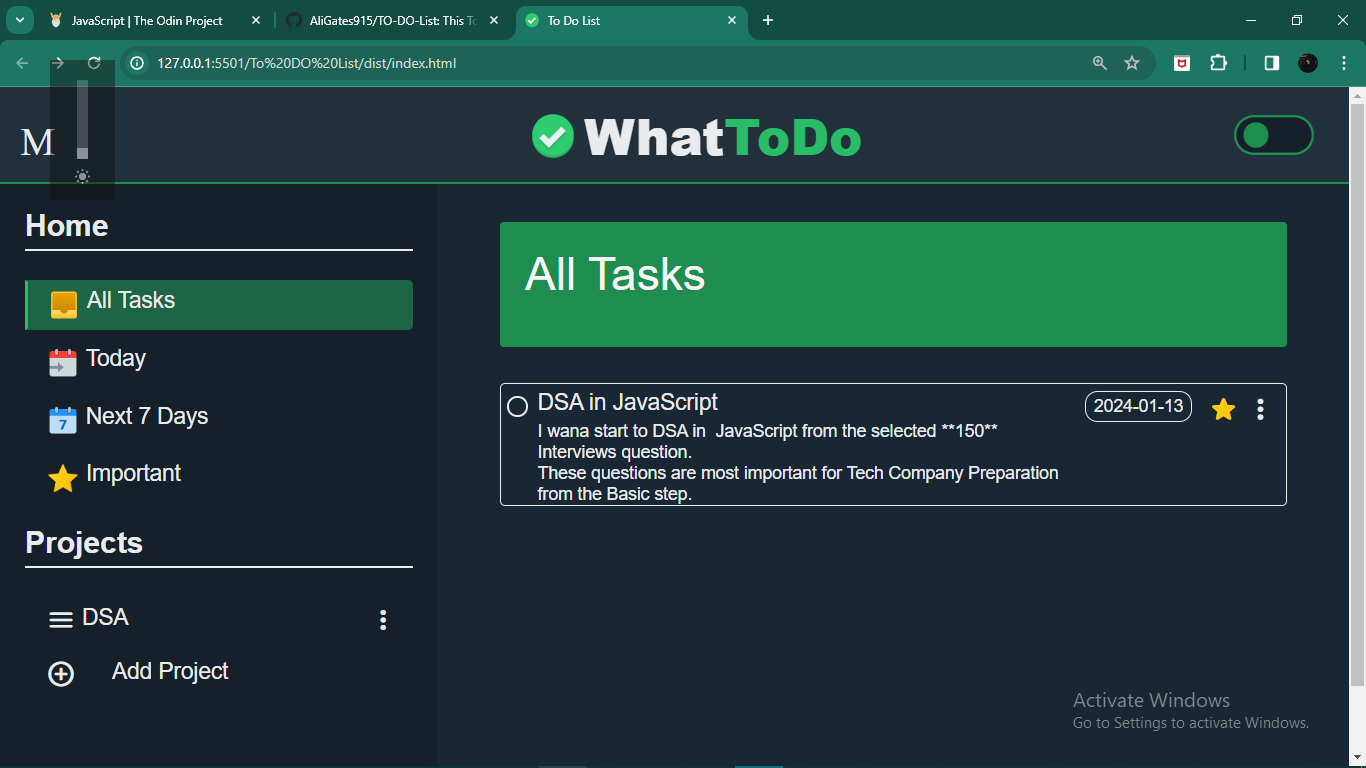 JavaScript | The Odin Project
AliGates915/TO-DO-List: This To
To Do List
127.0.0.1:5501/To%20DO%20List/dist/index.html
M
WhatToDo
Home
All Tasks
Today
7
Next 7 Days
Important
Projects
DSA
Add Project
All Tasks
DSA in JavaScript
2024-01-13
I wana start to DSA in  JavaScript from the selected **150**
Interviews question.
These questions are most important for Tech Company Preparation
from the Basic step.
Activate Windows
Go to Settings to activate Windows.